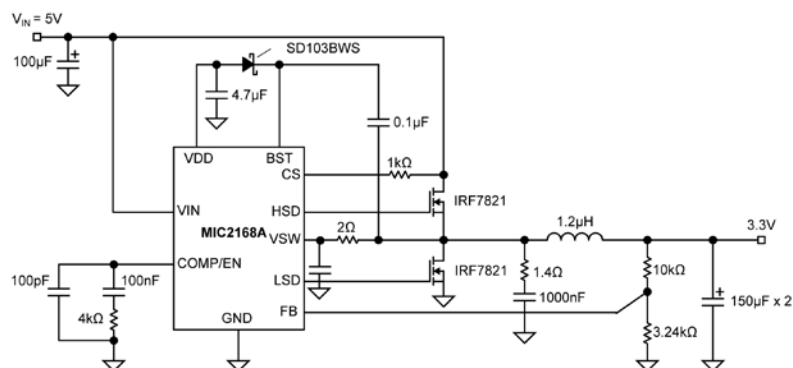 VIN = 5V
SD103BWS
100µF
4.7µF
0.1µF
VDD
BST
CS
1kΩ
IRF7821
VIN
HSD
MIC2168A
VSW
2Ω
1.2µH
3.3V
COMP/EN
IRF7821
100pF
100nF
LSD
1.4Ω
10kΩ
1000nF
150µF x 2
4kΩ
GND
FB
3.24kΩ